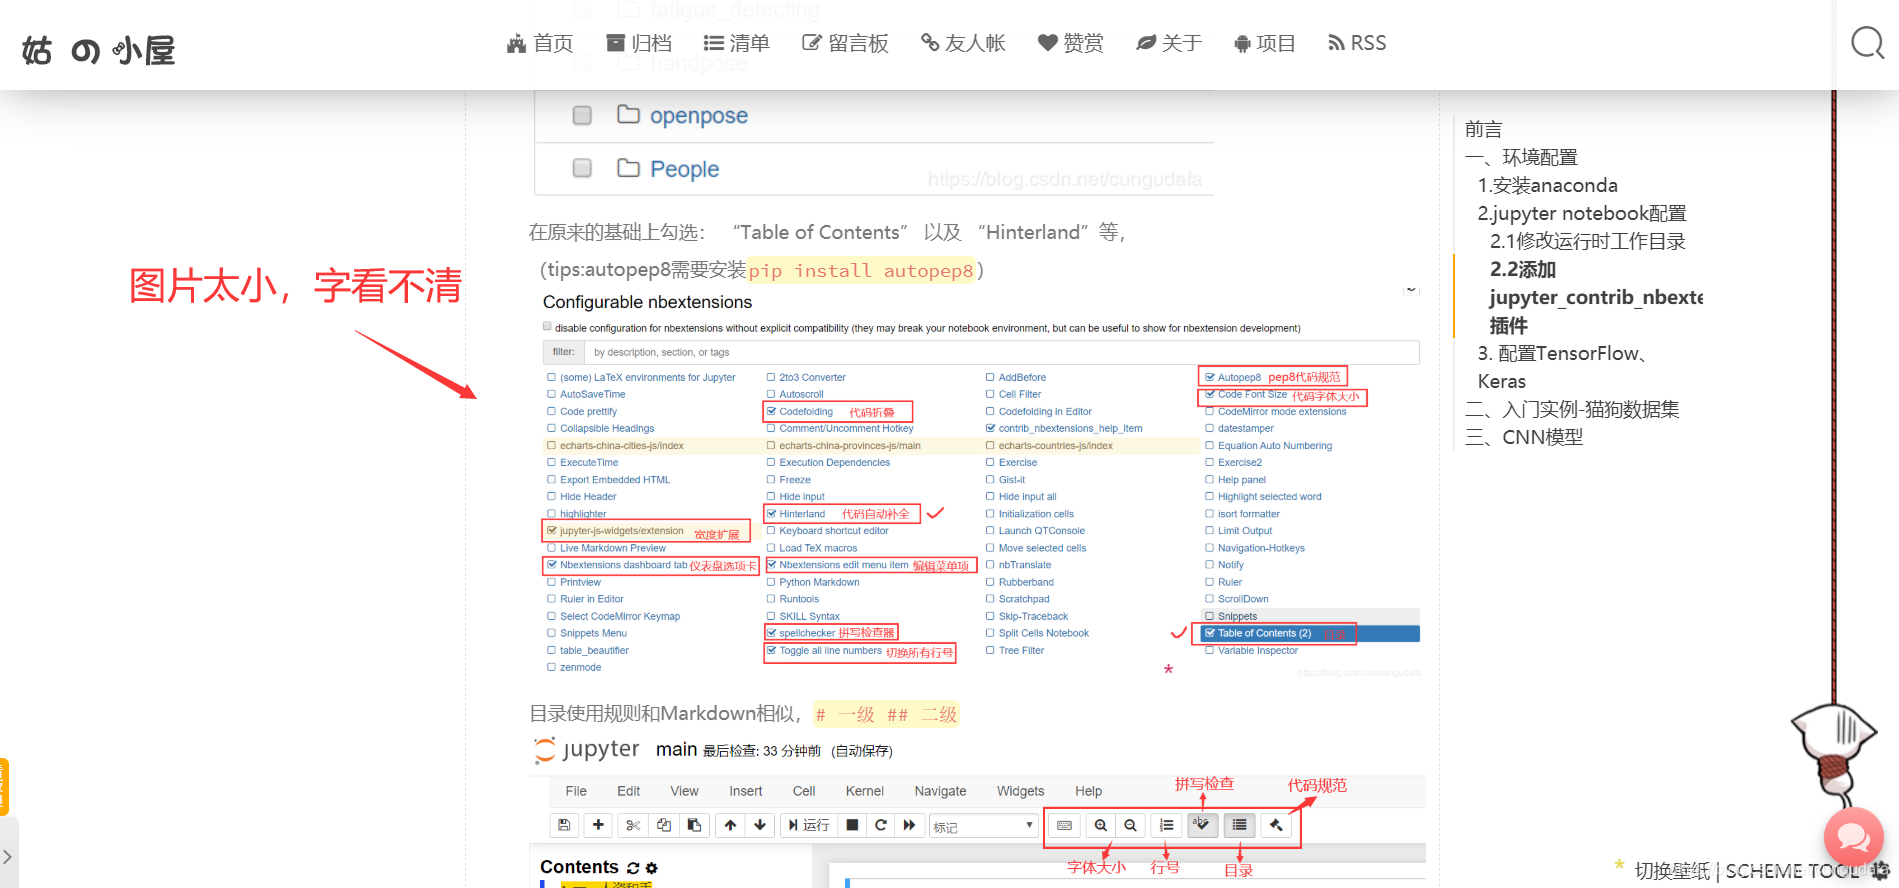 姑 の 小屋
首页 归档 清单 留言板 友人帐 赞赏 关于 项目 RSS
fatigue_detecting
handpose
openpose
People
https://blog.csdn.net/cungudafa
在原来的基础上勾选： “Table of Contents” 以及 “Hinterland” 等，
(tips:autopep8需要安装pip install autopep8)
图片太小，字看不清
Configurable nbextensions
disable configuration for nbextensions without explicit compatibility (they may break your notebook environment, but can be useful to show for nbextension development)
filter: by description, section, or tags
(some) LaTeX environments for Jupyter 2to3 Converter AddBefore Autopep8 pep8代码规范
AutoSaveTime Autoscroll Cell Filter Code Font Size 代码字体大小
Code prettify Codefolding 代码折叠 Codefolding in Editor CodeMirror mode extensions
Collapsible Headings Comment/Uncomment Hotkey contrib_nbextensions_help_item datestamper
echarts-china-cities-js/index echarts-china-provinces-js/main echarts-countries-js/index Equation Auto Numbering
ExecuteTime Execution Dependencies Exercise Exercise2
Export Embedded HTML Freeze Gist-it Help panel
Hide Header Hide input Hide input all Highlight selected word
highlighter Hinterland 代码自动补全 Initialization cells isort formatter
jupyter-js-widgets/extension 宽度扩展 Keyboard shortcut editor Launch QTConsole Limit Output
Live Markdown Preview Load TeX macros Move selected cells Navigation-Hotkeys
Nbextensions dashboard tab 仪表盘选项卡 Nbextensions edit menu item 编辑菜单项 nbTranslate Notify
Printview Python Markdown Rubberband Ruler
Ruler in Editor Runtools Scratchpad ScrollDown
Select CodeMirror Keymap SKILL Syntax Skip-Traceback Snippets
Snippets Menu spellchecker 拼写检查器 Split Cells Notebook Table of Contents (2) 目录
table_beautifier Toggle all line numbers 切换所有行号 Tree Filter Variable Inspector
zenmode
https://blog.csdn.net/cungudafa
目录使用规则和Markdown相似，# 一级 ## 二级
jupyter main 最后检查: 33 分钟前 (自动保存)
File Edit View Insert Cell Kernel Navigate Widgets Help
拼写检查 代码规范
运行 标记 abc
字体大小 行号 目录
Contents
前言
一、环境配置
1.安装anaconda
2.jupyter notebook配置
2.1修改运行时工作目录
2.2添加
jupyter_contrib_nbexte
插件
3. 配置TensorFlow、
Keras
二、入门实例-猫狗数据集
三、CNN模型
切换壁纸 | SCHEME TOOL